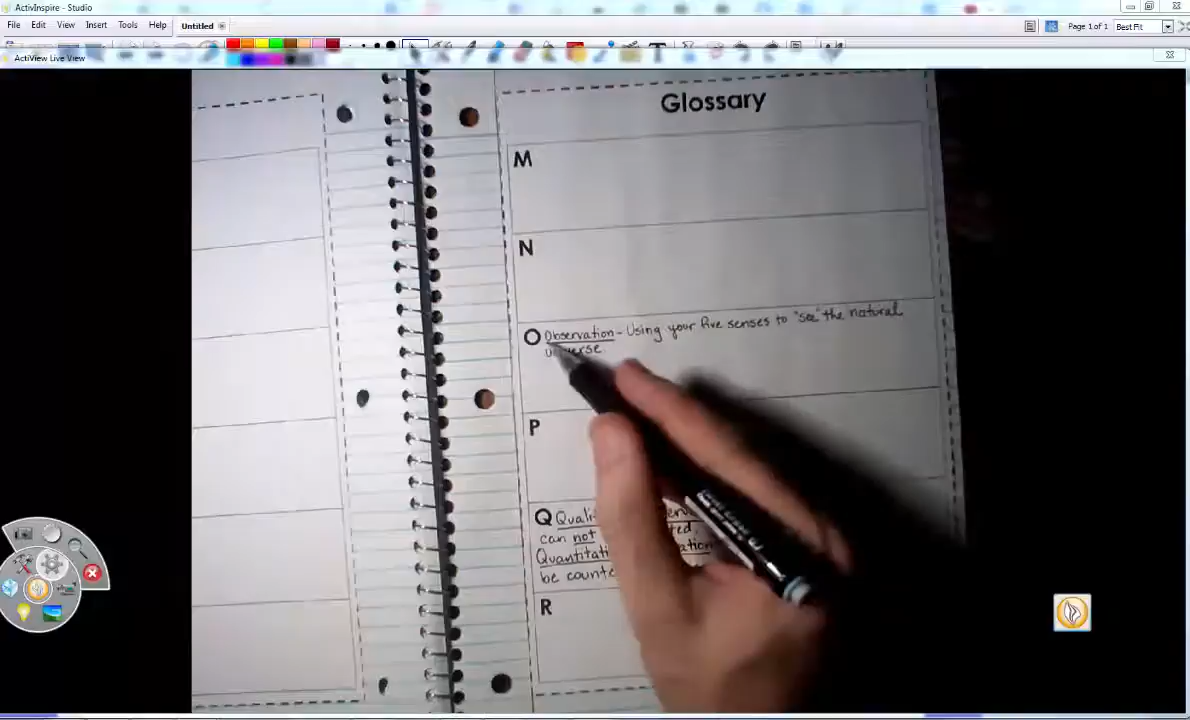 ActivInspire - Studio
File Edit View Insert Tools Help Untitled Page 1 of 1 Best Fit
ActiView Live View
Glossary
M
N
O Observation - Using your five senses to "see" the natural
universe.
P
Q
can not
be
R